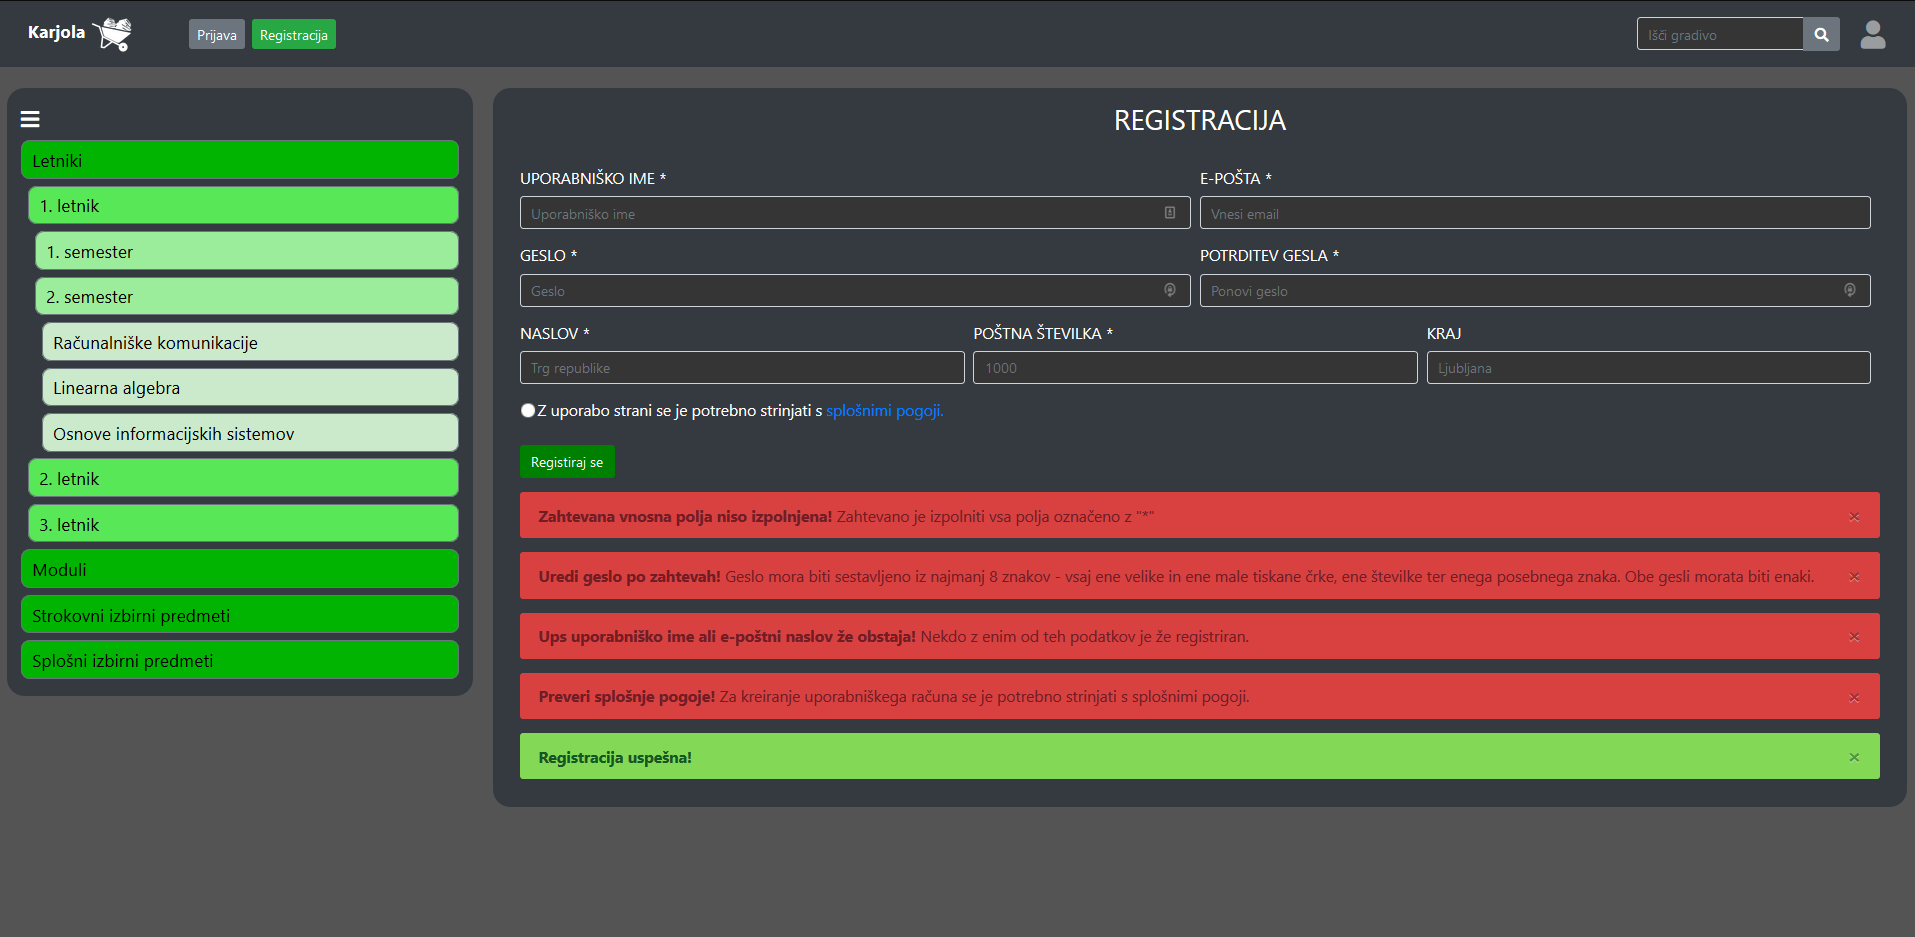 Karjola
Prijava
Registracija
Išči gradivo
Letniki
1. letnik
1. semester
2. semester
Računalniške komunikacije
Linearna algebra
Osnove informacijskih sistemov
2. letnik
3. letnik
Moduli
Strokovni izbirni predmeti
Splošni izbirni predmeti
REGISTRACIJA
UPORABNIŠKO IME *
E-POŠTA *
Uporabniško ime
Vnesi email
GESLO *
POTRDITEV GESLA *
Geslo
Ponovi geslo
NASLOV *
POŠTNA ŠTEVILKA *
KRAJ
Trg republike
1000
Ljubljana
Z uporabo strani se je potrebno strinjati s splošnimi pogoji.
Registiraj se
Zahtevana vnosna polja niso izpolnjena! Zahtevano je izpolniti vsa polja označeno z "*"
Uredi geslo po zahtevah! Geslo mora biti sestavljeno iz najmanj 8 znakov - vsaj ene velike in ene male tiskane črke, ene številke ter enega posebnega znaka. Obe gesli morata biti enaki.
Ups uporabniško ime ali e-poštni naslov že obstaja! Nekdo z enim od teh podatkov je že registriran.
Preveri splošnje pogoje! Za kreiranje uporabniškega računa se je potrebno strinjati s splošnimi pogoji.
Registracija uspešna!